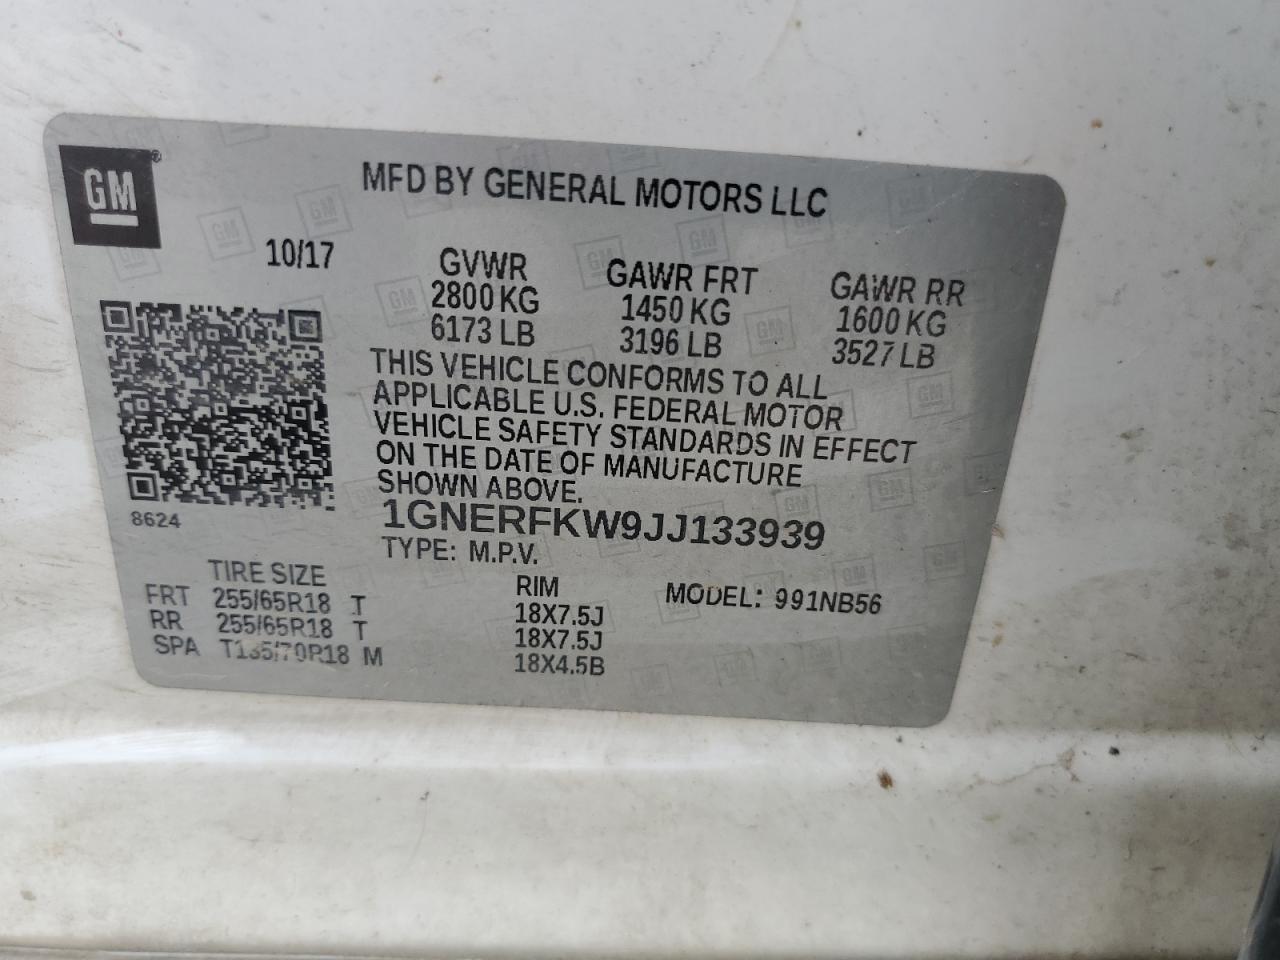 GM
MFD BY GENERAL MOTORS LLC
10/17
GVWR GAWR FRT GAWR RR
2800 KG 1450 KG 1600 KG
6173 LB 3196 LB 3527 LB
THIS VEHICLE CONFORMS TO ALL
APPLICABLE U.S. FEDERAL MOTOR
VEHICLE SAFETY STANDARDS IN EFFECT
ON THE DATE OF MANUFACTURE
SHOWN ABOVE.
8624
1GNERFKW9JJ133939
TYPE: M.P.V.
TIRE SIZE RIM MODEL: 991NB56
FRT 255/65R18 T 18X7.5J
RR 255/65R18 T 18X7.5J
SPA M 18X4.5B